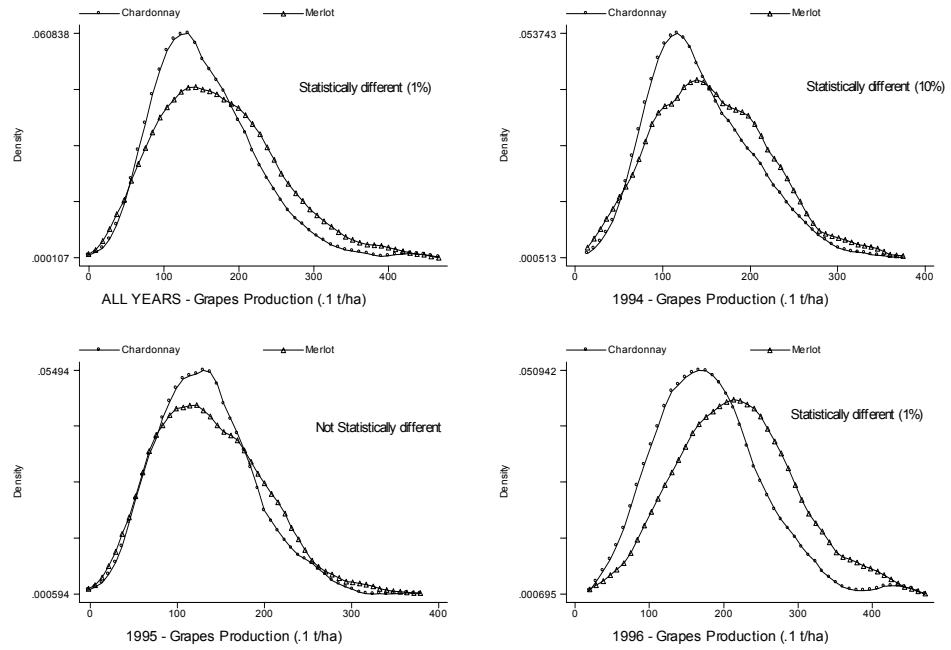 Chardonnay Merlot
.060838
Statistically different (1%)
Density
.000107
0 100 200 300 400
ALL YEARS - Grapes Production (.1 t/ha)
Chardonnay Merlot
.053743
Statistically different (10%)
Density
.000513
0 100 200 300 400
1994 - Grapes Production (.1 t/ha)
Chardonnay Merlot
.05494
Not Statistically different
Density
.000594
0 100 200 300 400
1995 - Grapes Production (.1 t/ha)
Chardonnay Merlot
.050942
Statistically different (1%)
Density
.000695
0 100 200 300 400
1996 - Grapes Production (.1 t/ha)